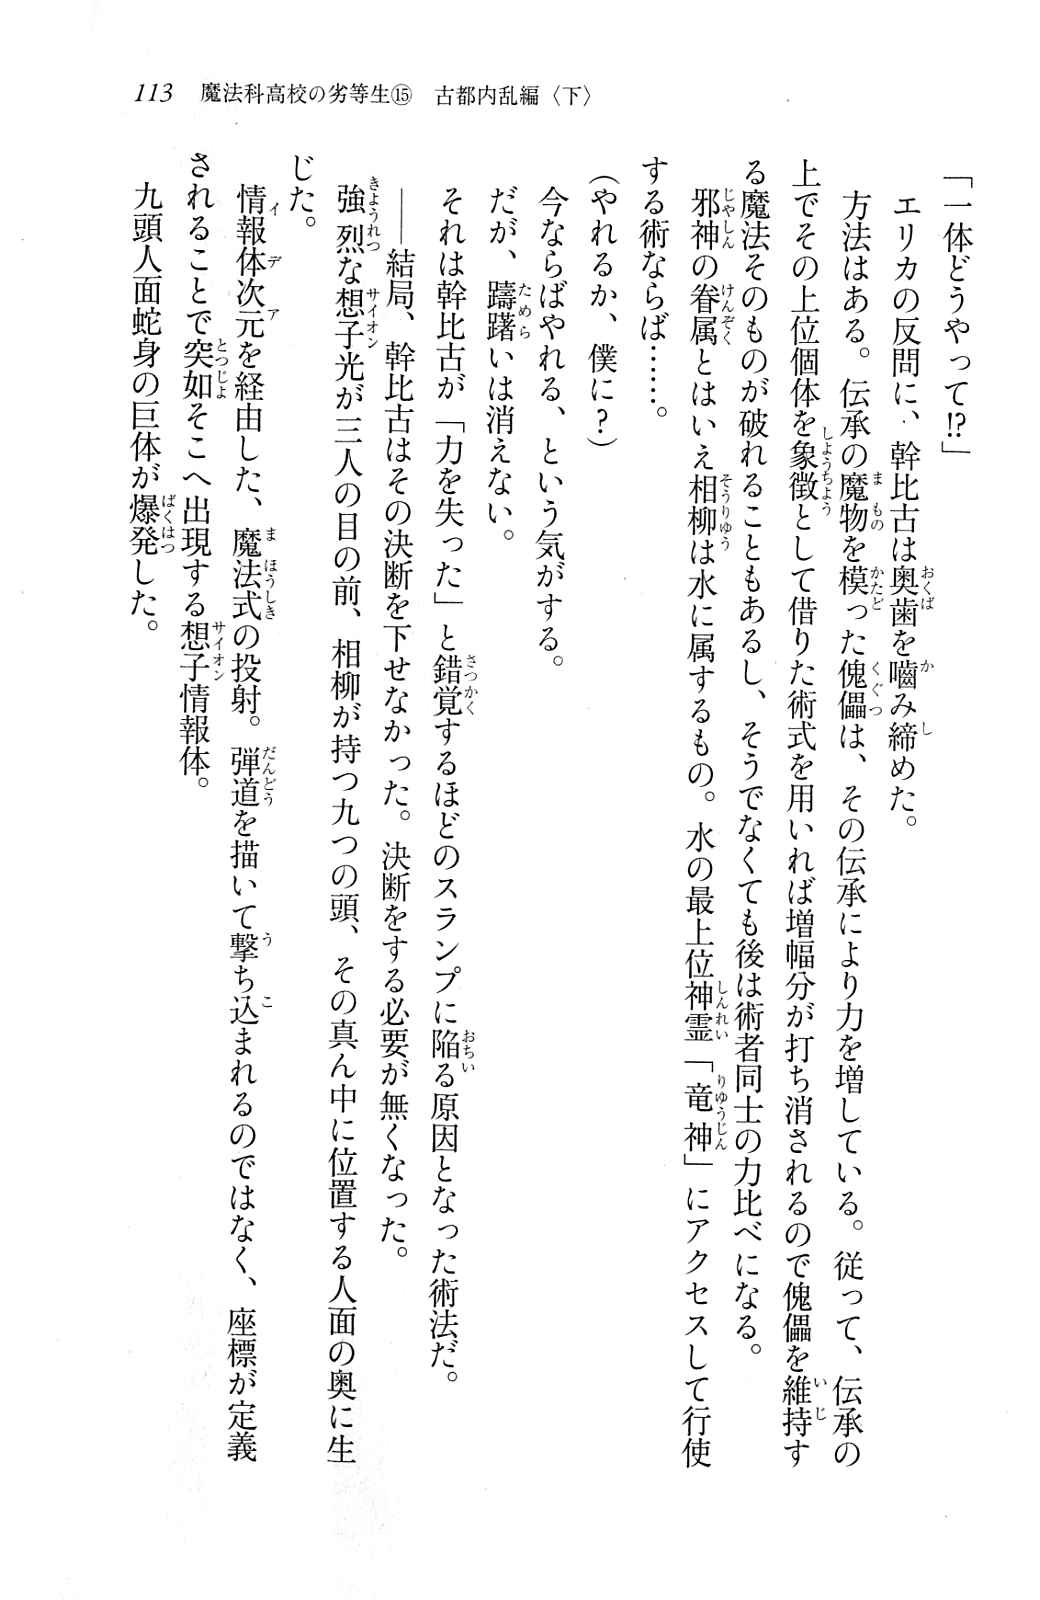 113　魔法科高校の劣等生⑮　古都内乱編〈下〉
「一体どうやって!?」
　エリカの反問に、幹比古は奥歯を嚙み締めた。
　方法はある。伝承の魔物を模った傀儡は、その伝承により力を増している。従って、伝承の
上でその上位個体を象徴として借りた術式を用いれば増幅分が打ち消されるので傀儡を維持す
る魔法そのものが破れることもあるし、そうでなくても後は術者同士の力比べになる。
　邪神の眷属とはいえ相柳は水に属するもの。水の最上位神霊「竜神」にアクセスして行使
する術ならば……。
（やれるか、僕に？）
　今ならばやれる、という気がする。
　だが、躊躇いは消えない。
　それは幹比古が「力を失った」と錯覚するほどのスランプに陥る原因となった術法だ。
　――結局、幹比古はその決断を下せなかった。決断をする必要が無くなった。
　強烈な想子光が三人の目の前、相柳が持つ九つの頭、その真ん中に位置する人面の奥に生
じた。
　情報体次元を経由した、魔法式の投射。弾道を描いて撃ち込まれるのではなく、座標が定義
されることで突如そこへ出現する想子情報体。
　九頭人面蛇身の巨体が爆発した。